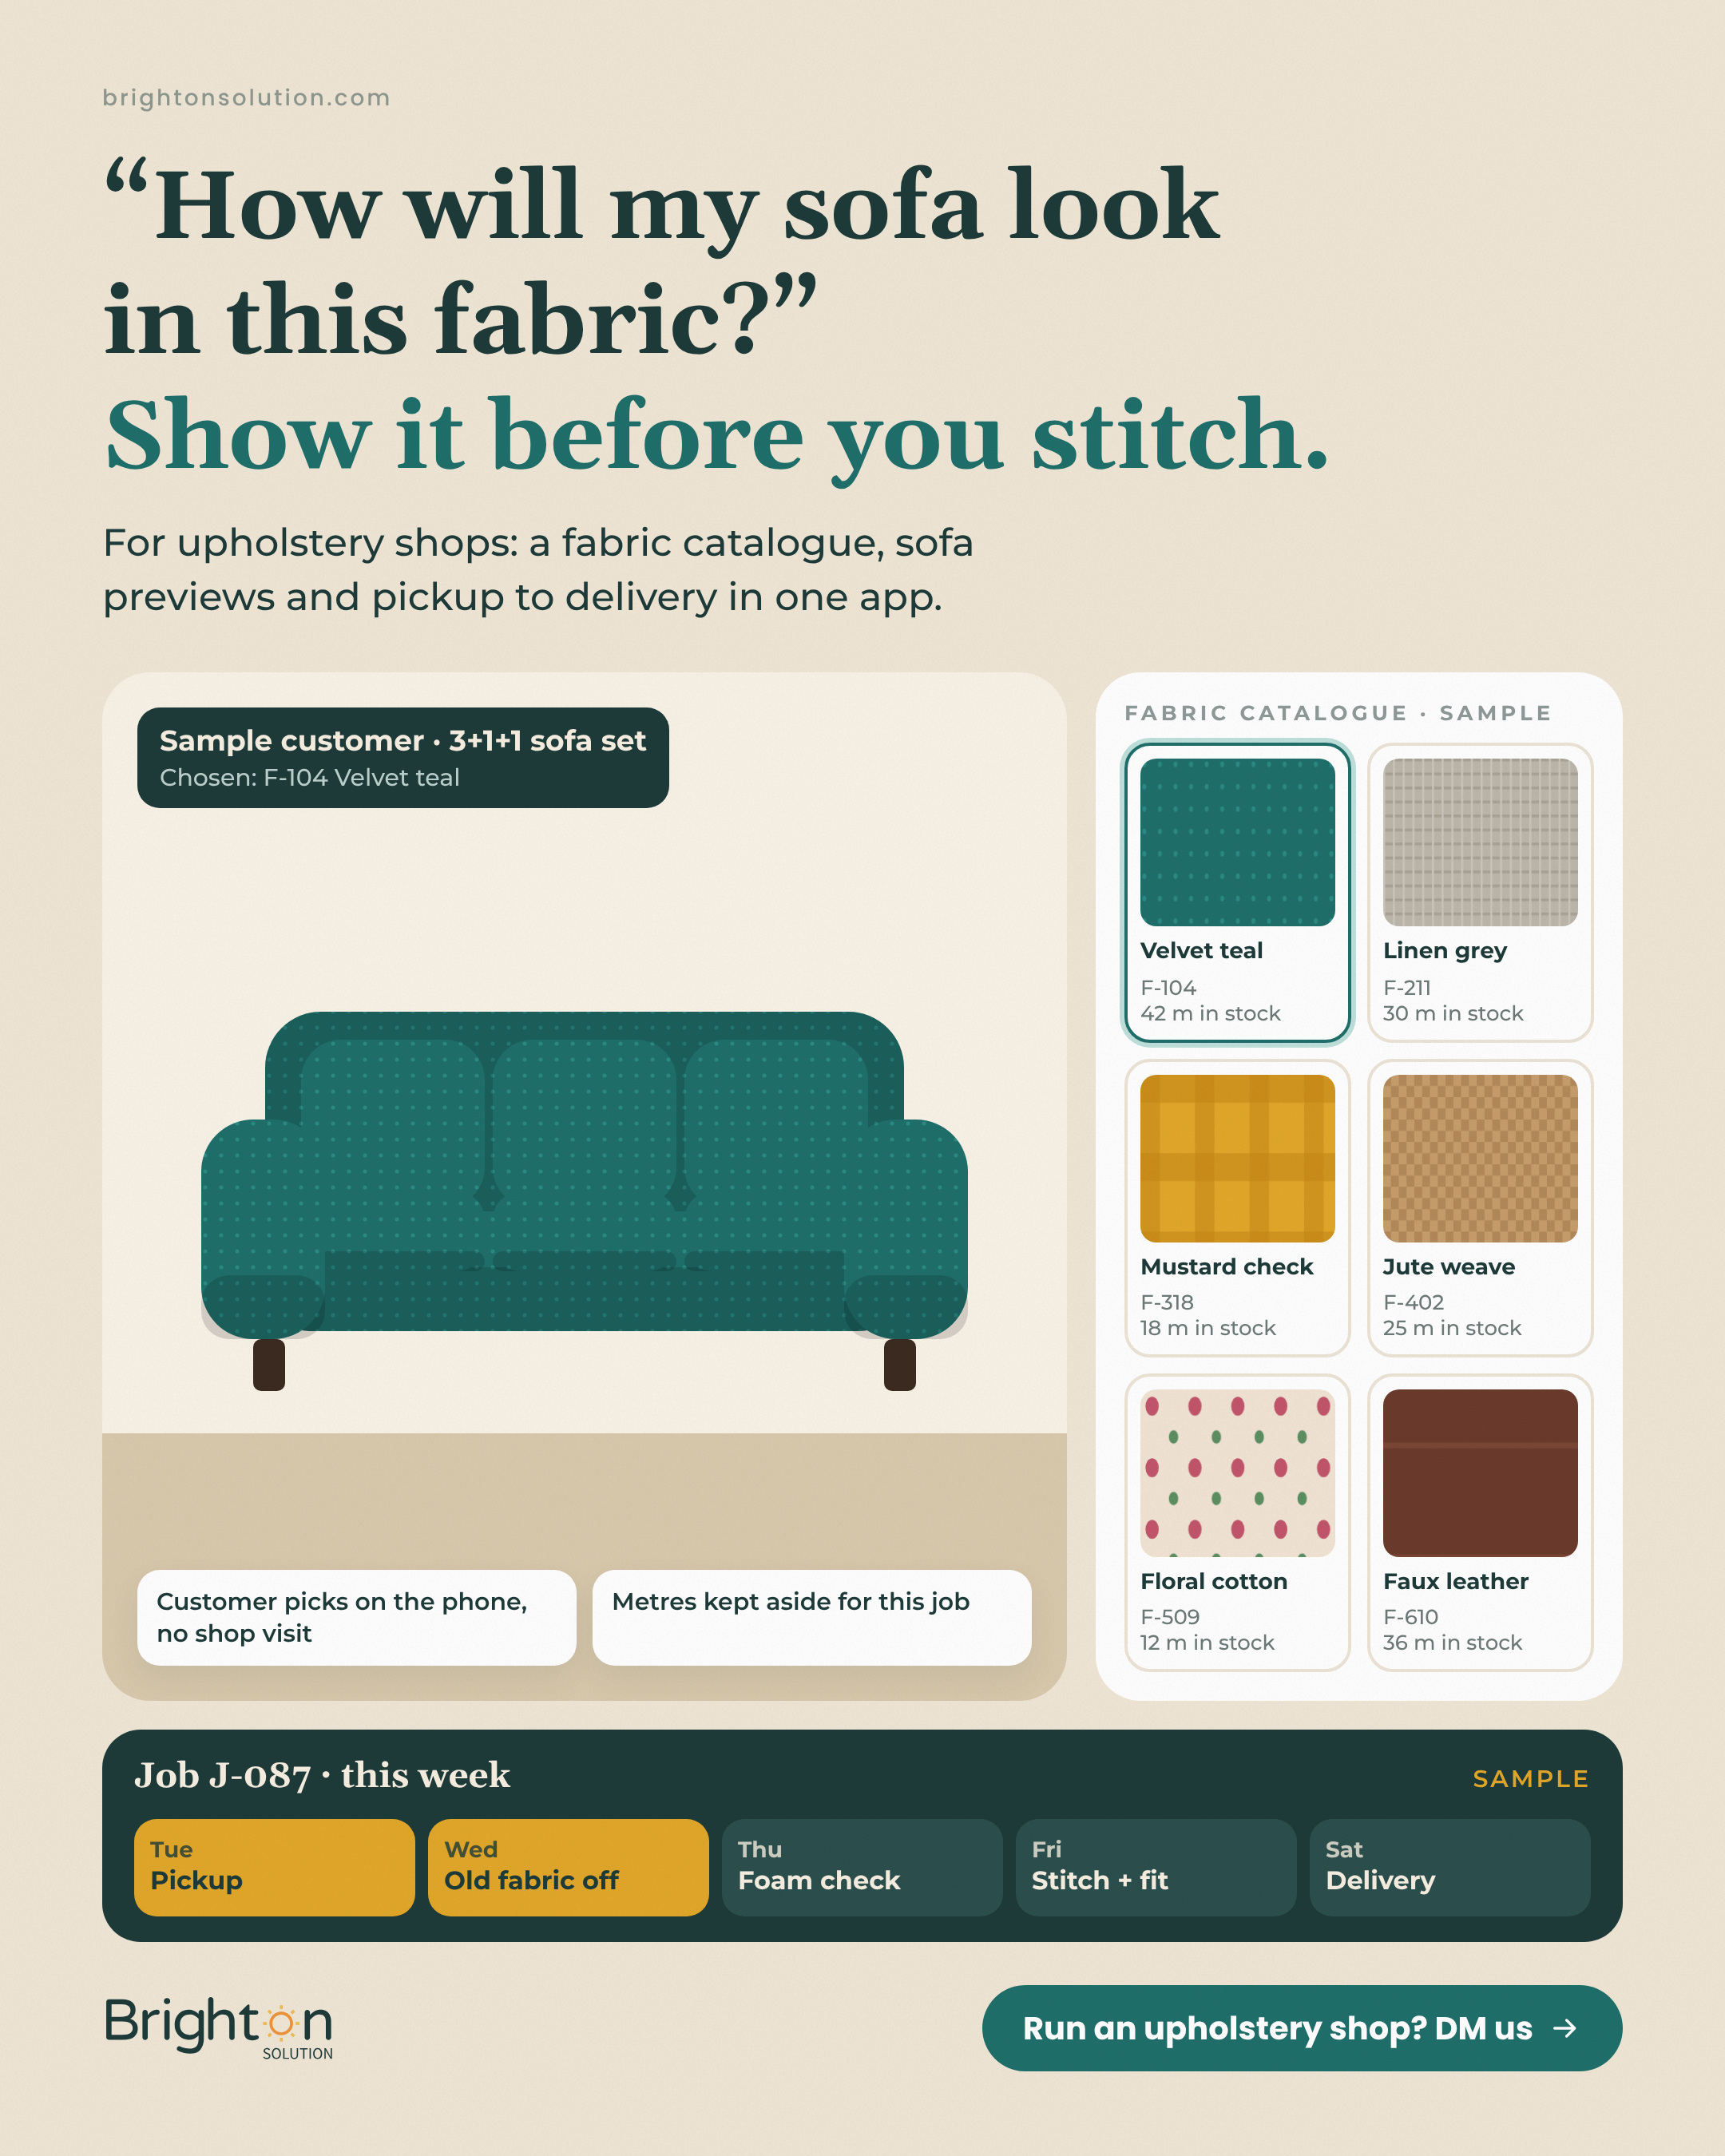 brightonsolution.com
“How will my sofa look
in this fabric?”
Show it before you stitch.
For upholstery shops: a fabric catalogue, sofa
previews and pickup to delivery in one app.
Sample customer · 3+1+1 sofa set
Chosen: F-104 Velvet teal
Customer picks on the phone,
no shop visit
Metres kept aside for this job
FABRIC CATALOGUE · SAMPLE
Velvet teal
F-104
42 m in stock
Linen grey
F-211
30 m in stock
Mustard check
F-318
18 m in stock
Jute weave
F-402
25 m in stock
Floral cotton
F-509
12 m in stock
Faux leather
F-610
36 m in stock
Job J-087 · this week
SAMPLE
Tue
Pickup
Wed
Old fabric off
Thu
Foam check
Fri
Stitch + fit
Sat
Delivery
Brighton
SOLUTION
Run an upholstery shop? DM us →